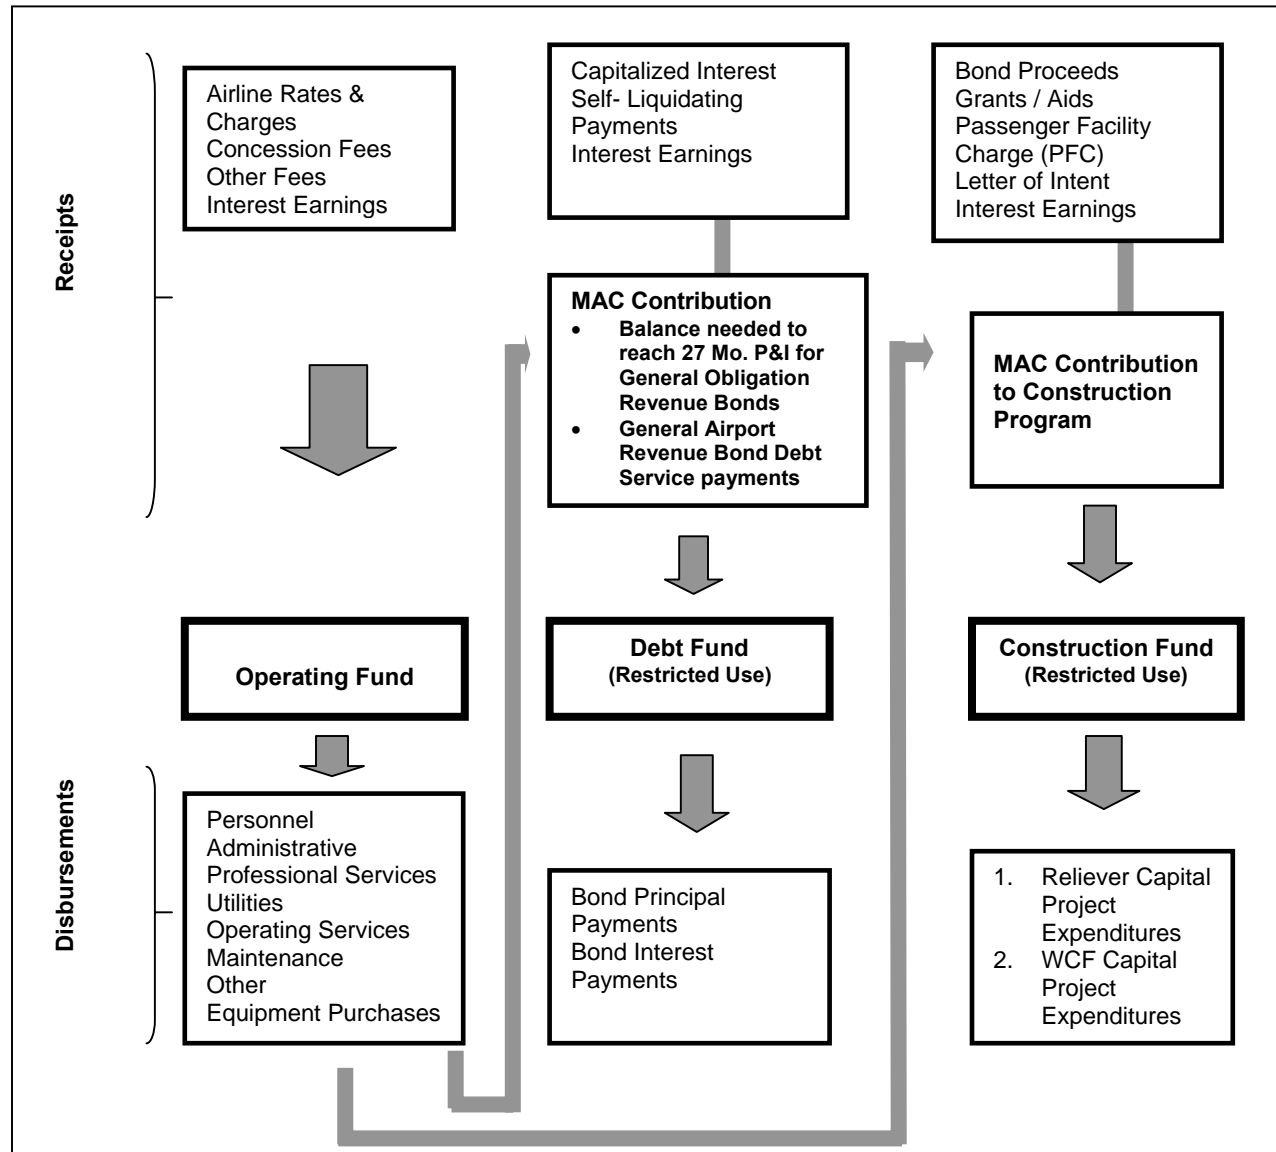 Receipts
Airline Rates &
Charges
Concession Fees
Other Fees
Interest Earnings
Capitalized Interest
Self- Liquidating
Payments
Interest Earnings
Bond Proceeds
Grants / Aids
Passenger Facility
Charge (PFC)
Letter of Intent
Interest Earnings
MAC Contribution
• Balance needed to
reach 27 Mo. P&I for
General Obligation
Revenue Bonds
• General Airport
Revenue Bond Debt
Service payments
MAC Contribution
to Construction
Program
Operating Fund
Debt Fund
(Restricted Use)
Construction Fund
(Restricted Use)
Disbursements
Personnel
Administrative
Professional Services
Utilities
Operating Services
Maintenance
Other
Equipment Purchases
Bond Principal
Payments
Bond Interest
Payments
1. Reliever Capital
Project
Expenditures
2. WCF Capital
Project
Expenditures